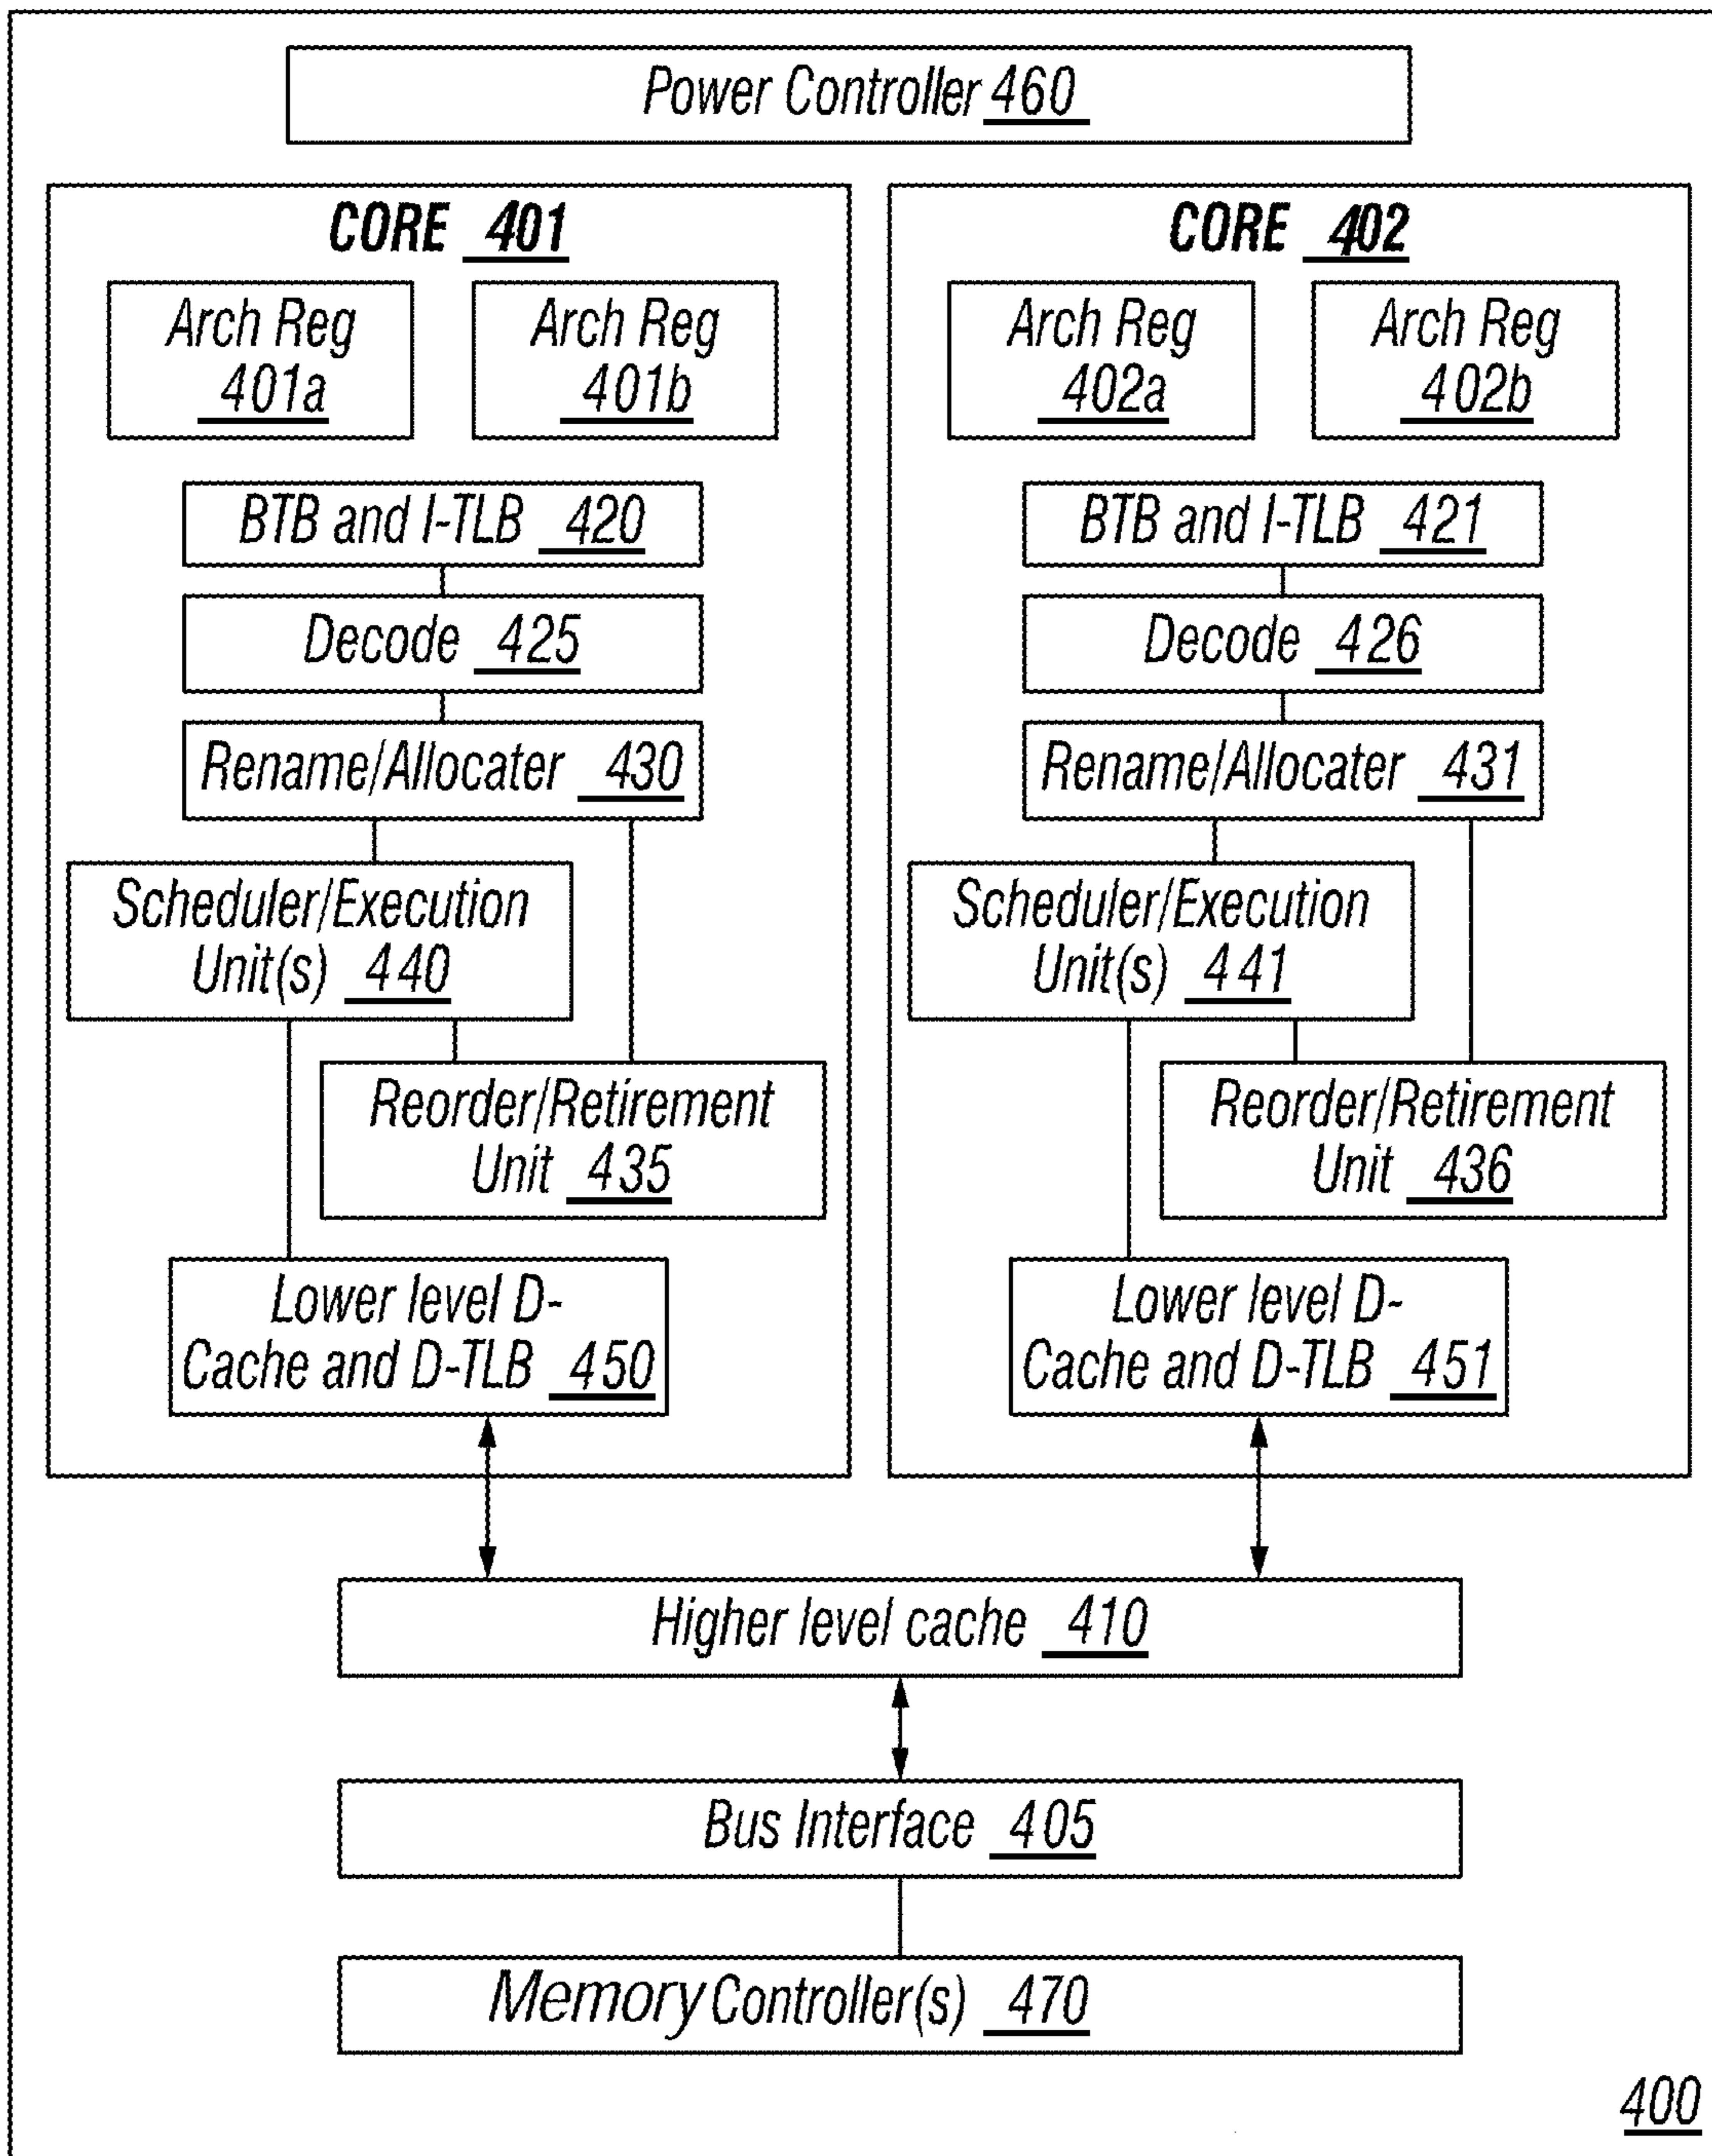 Power Controller 460
CORE 401
Arch Reg
401a
Arch Reg
401b
BTB and I-TLB 420
Decode 425
Rename/Allocater 430
Scheduler/Execution
Unit(s) 440
Reorder/Retirement
Unit 435
Lower level D-
Cache and D-TLB 450
CORE 402
Arch Reg
402a
Arch Reg
402b
BTB and I-TLB 421
Decode 426
Rename/Allocater 431
Scheduler/Execution
Unit(s) 441
Reorder/Retirement
Unit 436
Lower level D-
Cache and D-TLB 451
Higher level cache 410
Bus Interface 405
Memory Controller(s) 470
400